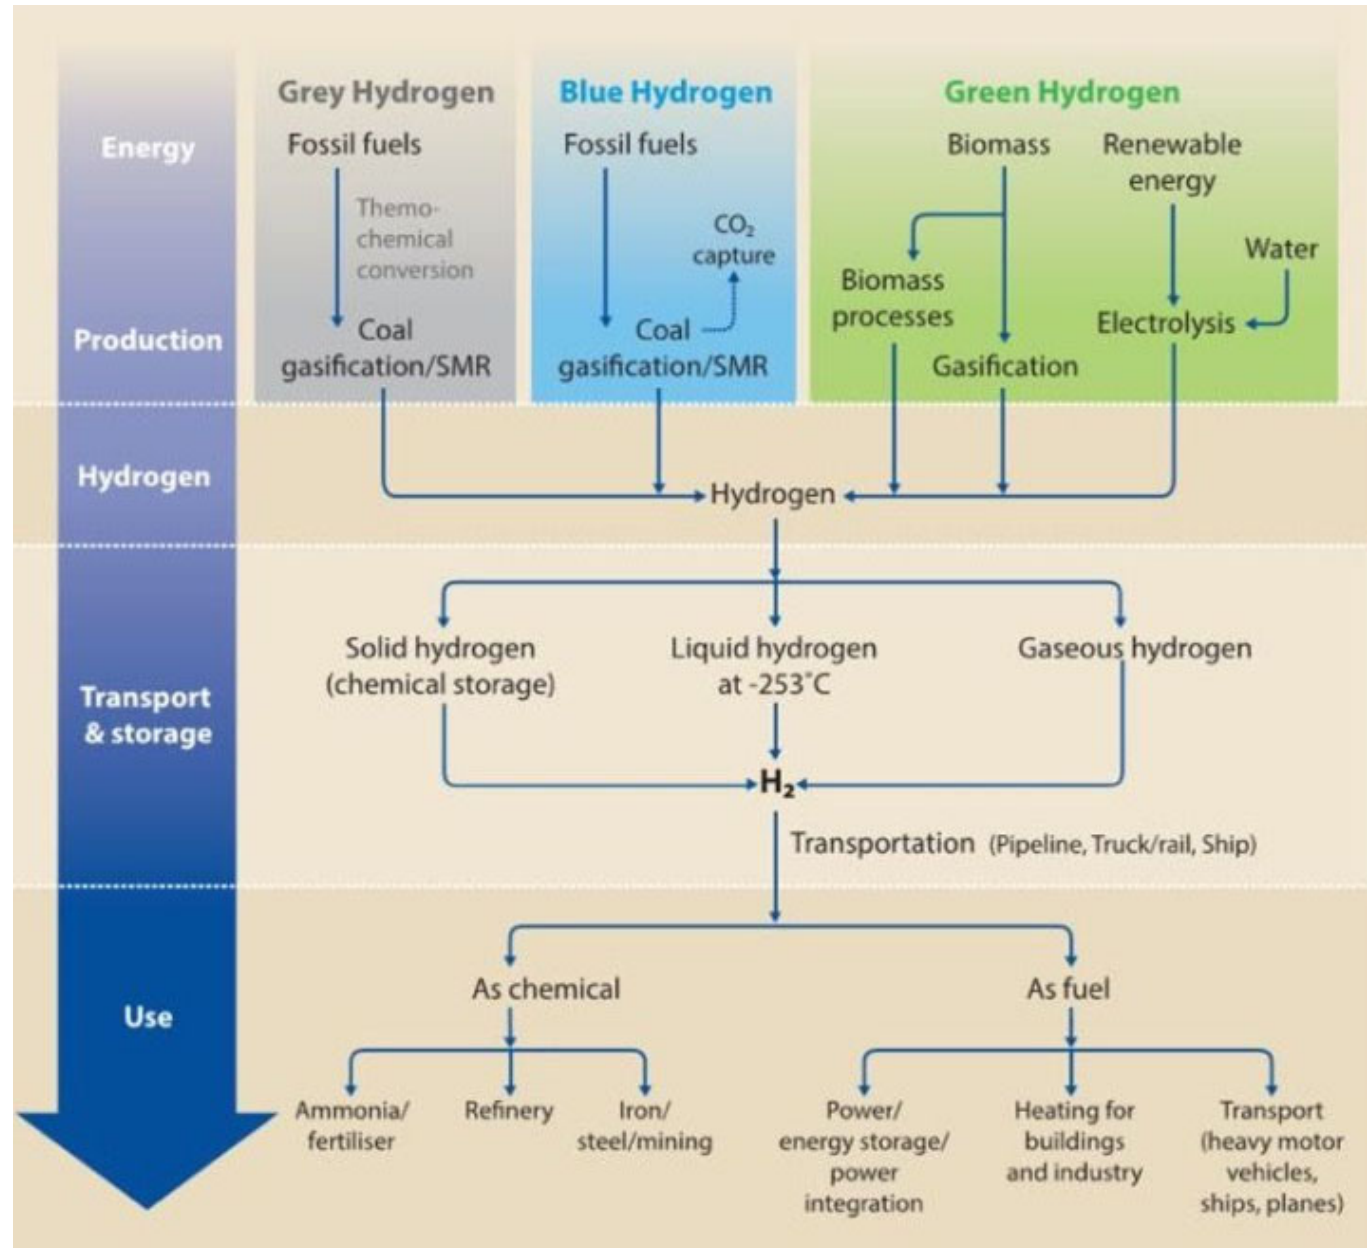 Grey Hydrogen
Blue Hydrogen
Green Hydrogen
Energy
Fossil fuels
Fossil fuels
Biomass
Renewable
energy
Themo-
chemical
conversion
CO₂
capture
Water
Biomass
processes
Electrolysis
Production
Coal
gasification/SMR
Coal
gasification/SMR
Gasification
Hydrogen
Hydrogen
Transport
& storage
Solid hydrogen
(chemical storage)
Liquid hydrogen
at -253˚C
Gaseous hydrogen
H₂
Transportation (Pipeline, Truck/rail, Ship)
Use
As chemical
As fuel
Ammonia/
fertiliser
Refinery
Iron/
steel/mining
Power/
energy storage/
power
integration
Heating for
buildings
and industry
Transport
(heavy motor
vehicles,
ships, planes)